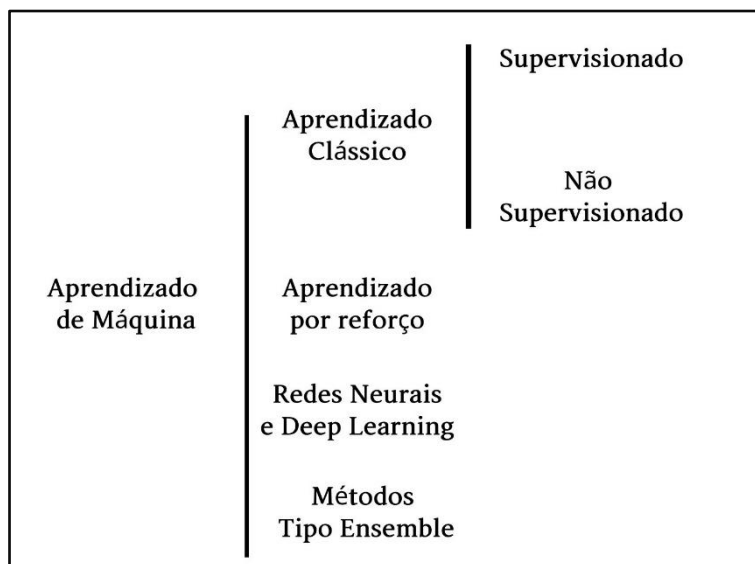 Supervisionado
Aprendizado
Clássico
Não
Supervisionado
Aprendizado
de Máquina
Aprendizado
por reforço
Redes Neurais
e Deep Learning
Métodos
Tipo Ensemble